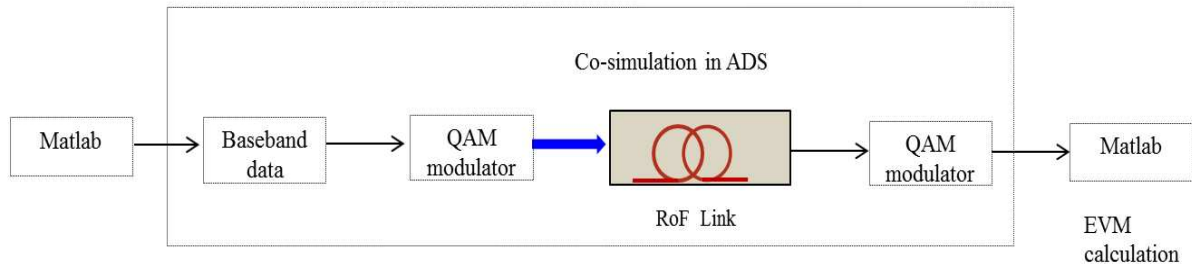 Co-simulation in ADS
Matlab
Baseband
data
QAM
modulator
RoF Link
QAM
modulator
Matlab
EVM
calculation